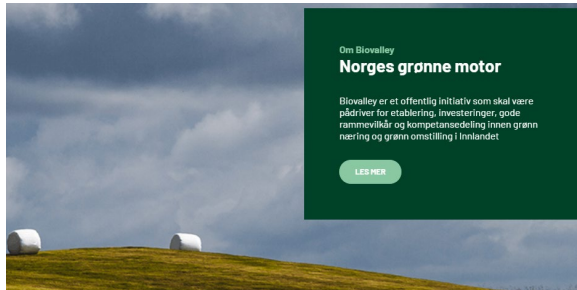 Om Biovalley
Norges grønne motor
Biovalley er et offentlig initiativ som skal være
pådriver for etablering, investeringer, gode
rammevilkår og kompetansedeling innen grønn
næring og grønn omstilling i Innlandet
LES MER